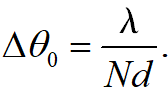 Δθ₀ = λ / Nd.